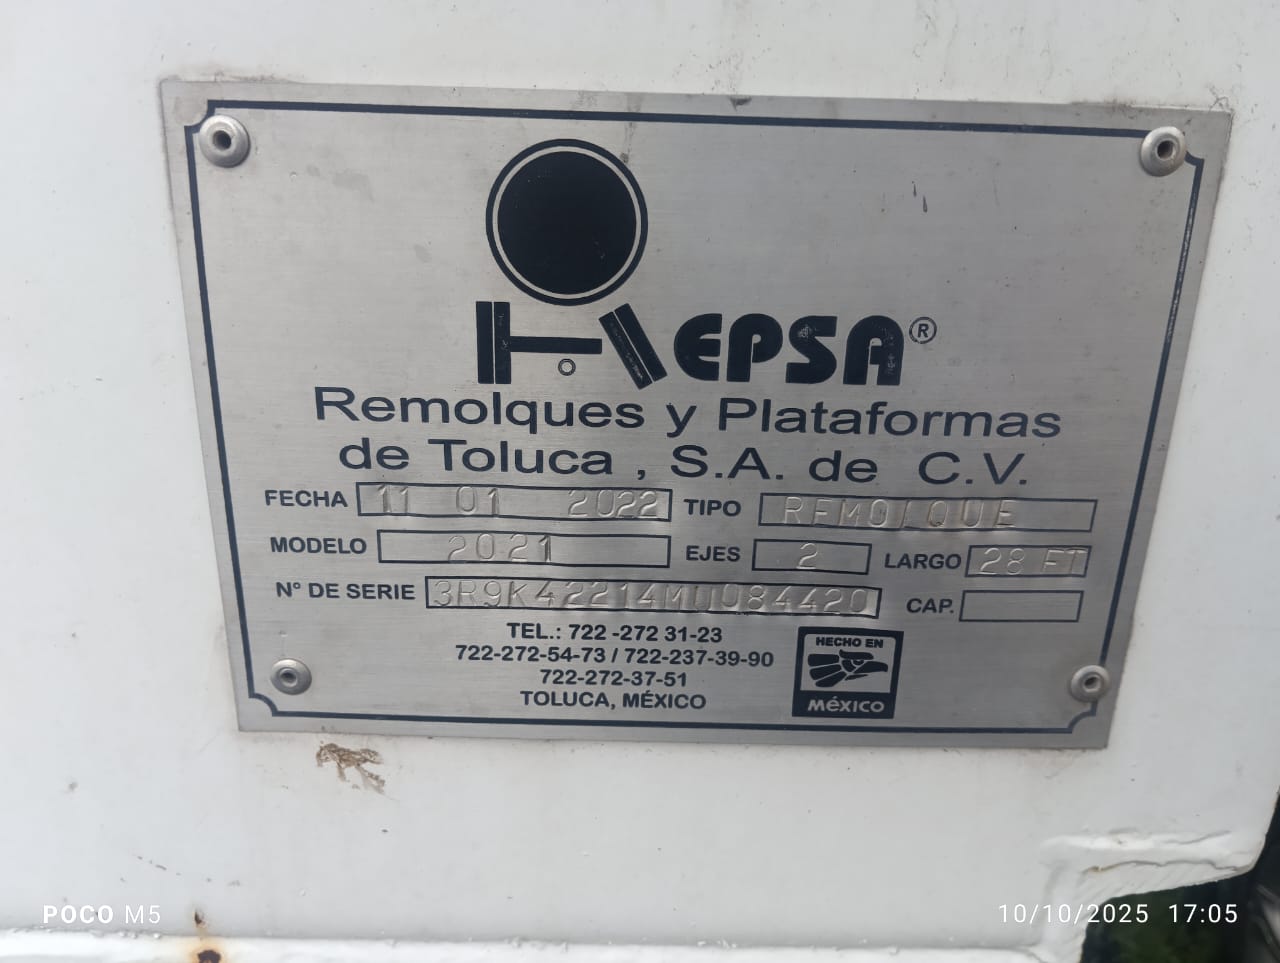 REPSA®
Remolques y Plataformas
de Toluca , S.A. de C.V.
FECHA 11 01 2022 TIPO REMOLQUE
MODELO 2021 EJES 2 LARGO 28 FT
N° DE SERIE 3R9K42214MU084420 CAP.
TEL.: 722 -272 31-23
722-272-54-73 / 722-237-39-90
722-272-37-51
TOLUCA, MÉXICO
HECHO EN
MÉXICO
POCO M5
10/10/2025 17:05